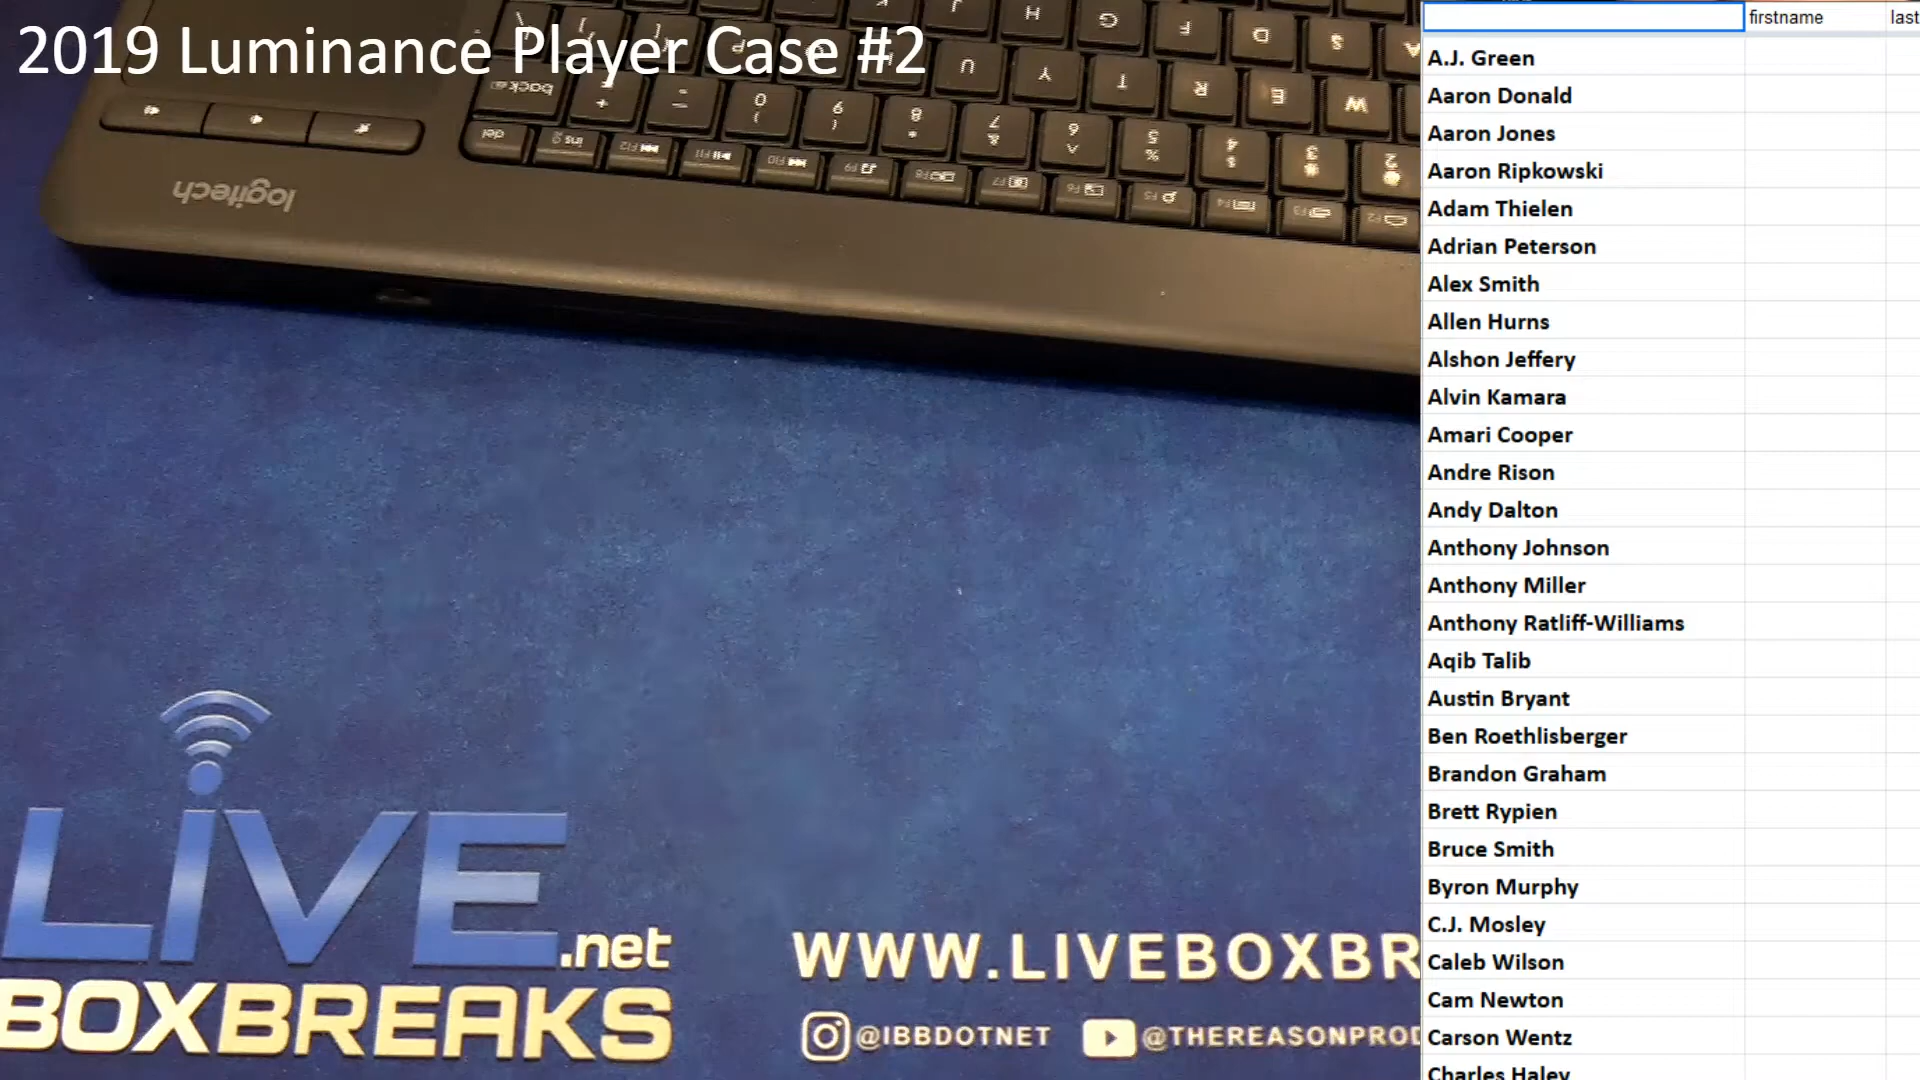 2019 Luminance Player Case #2
logitech
back
del
ins
LIVE.net
BOXBREAKS
WWW.LIVEBOXBR
@IBBDOTNET
@THEREASONPROD
firstname
last
A.J. Green
Aaron Donald
Aaron Jones
Aaron Ripkowski
Adam Thielen
Adrian Peterson
Alex Smith
Allen Hurns
Alshon Jeffery
Alvin Kamara
Amari Cooper
Andre Rison
Andy Dalton
Anthony Johnson
Anthony Miller
Anthony Ratliff-Williams
Aqib Talib
Austin Bryant
Ben Roethlisberger
Brandon Graham
Brett Rypien
Bruce Smith
Byron Murphy
C.J. Mosley
Caleb Wilson
Cam Newton
Carson Wentz
Charles Haley